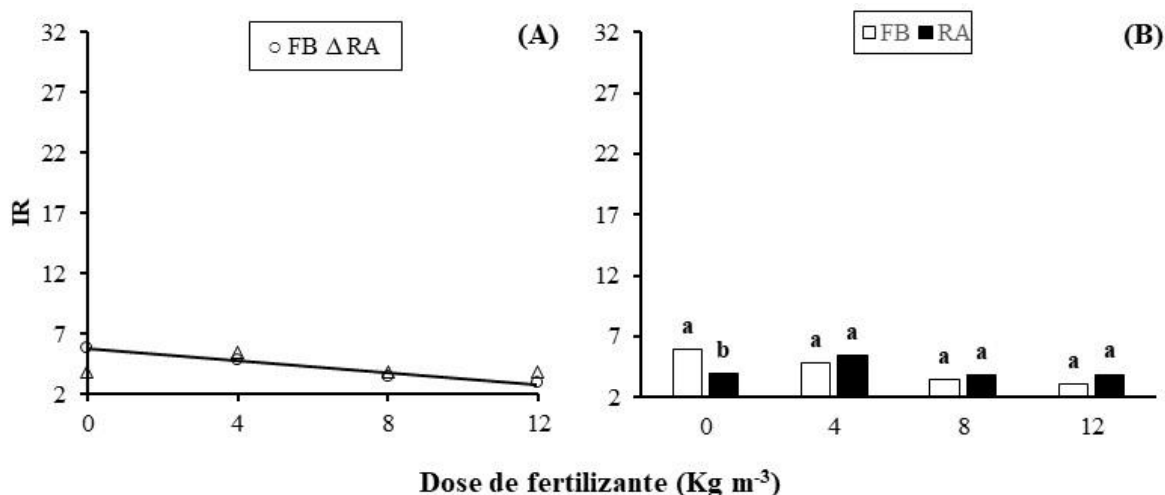 ○ FB Δ RA
(A)
32
27
22
17
12
7
2
IR
0 4 8 12
FB RA
(B)
32
27
22
17
12
7
2
a b a a a a a a
0 4 8 12
Dose de fertilizante (Kg m⁻³)